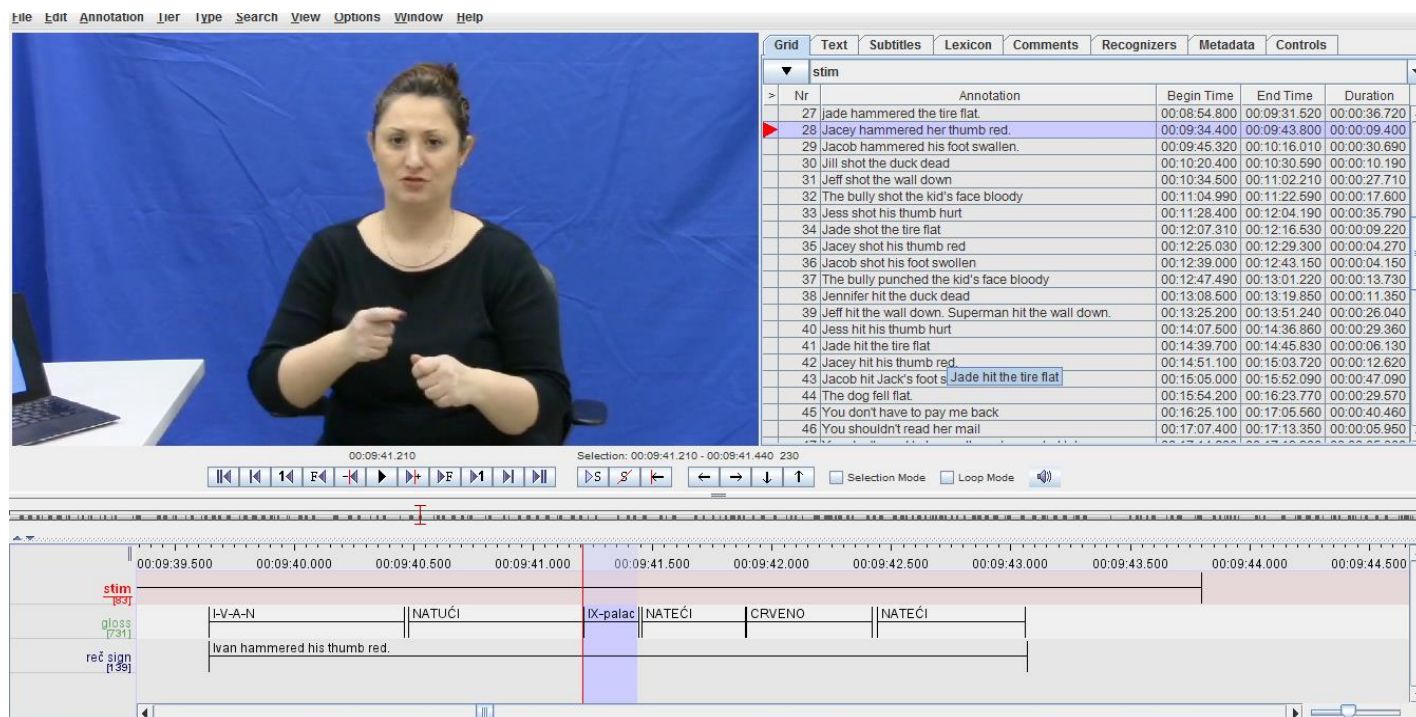 File Edit Annotation Tier Type Search View Options Window Help
Grid Text Subtitles Lexicon Comments Recognizers Metadata Controls
▼ stim
> Nr Annotation Begin Time End Time Duration
27 jade hammered the tire flat. 00:08:54.800 00:09:31.520 00:00:36.720
28 Jacey hammered her thumb red. 00:09:34.400 00:09:43.800 00:00:09.400
29 Jacob hammered his foot swallen. 00:09:45.320 00:10:16.010 00:00:30.690
30 Jill shot the duck dead 00:10:20.400 00:10:30.590 00:00:10.190
31 Jeff shot the wall down 00:10:34.500 00:11:02.210 00:00:27.710
32 The bully shot the kid's face bloody 00:11:04.990 00:11:22.590 00:00:17.600
33 Jess shot his thumb hurt 00:11:28.400 00:12:04.190 00:00:35.790
34 Jade shot the tire flat 00:12:07.310 00:12:16.530 00:00:09.220
35 Jacey shot his thumb red 00:12:25.030 00:12:29.300 00:00:04.270
36 Jacob shot his foot swollen 00:12:39.000 00:12:43.150 00:00:04.150
37 The bully punched the kid's face bloody 00:12:47.490 00:13:01.220 00:00:13.730
38 Jennifer hit the duck dead 00:13:08.500 00:13:19.850 00:00:11.350
39 Jeff hit the wall down. Superman hit the wall down. 00:13:25.200 00:13:51.240 00:00:26.040
40 Jess hit his thumb hurt 00:14:07.500 00:14:36.860 00:00:29.360
41 Jade hit the tire flat 00:14:39.700 00:14:45.830 00:00:06.130
42 Jacey hit his thumb red. 00:14:51.100 00:15:03.720 00:00:12.620
43 Jacob hit Jack's foot s Jade hit the tire flat 00:15:05.000 00:15:52.090 00:00:47.090
44 The dog fell flat. 00:15:54.200 00:16:23.770 00:00:29.570
45 You don't have to pay me back 00:16:25.100 00:17:05.560 00:00:40.460
46 You shouldn't read her mail 00:17:07.400 00:17:13.350 00:00:05.950
00:09:41.210 Selection: 00:09:41.210 - 00:09:41.440 230
1 F - + F 1 S S ← → ↓ ↑ Selection Mode Loop Mode
00:09:39.500 00:09:40.000 00:09:40.500 00:09:41.000 00:09:41.500 00:09:42.000 00:09:42.500 00:09:43.000 00:09:43.500 00:09:44.000 00:09:44.500
stim
[83]
gloss I-V-A-N NATUĆI IX-palac NATEĆI CRVENO NATEĆI
[731]
reč sign Ivan hammered his thumb red.
[139]